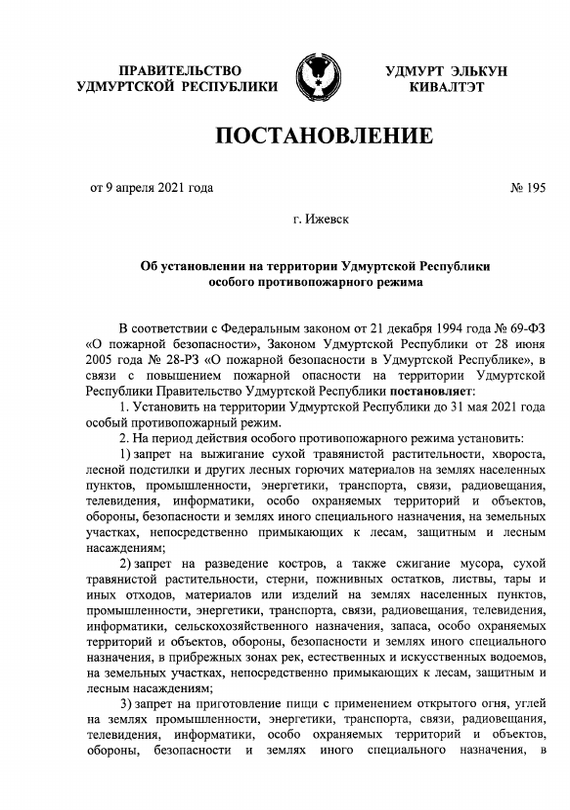 ПРАВИТЕЛЬСТВО
УДМУРТСКОЙ РЕСПУБЛИКИ
УДМУРТ ЭЛЬКУН
КИВАЛТЭТ
ПОСТАНОВЛЕНИЕ
от 9 апреля 2021 года
№ 195
г. Ижевск
Об установлении на территории Удмуртской Республики
особого противопожарного режима
В соответствии с Федеральным законом от 21 декабря 1994 года № 69-ФЗ
«О пожарной безопасности», Законом Удмуртской Республики от 28 июня
2005 года № 28-РЗ «О пожарной безопасности в Удмуртской Республике», в
связи с повышением пожарной опасности на территории Удмуртской
Республики Правительство Удмуртской Республики постановляет:
1. Установить на территории Удмуртской Республики до 31 мая 2021 года
особый противопожарный режим.
2. На период действия особого противопожарного режима установить:
1) запрет на выжигание сухой травянистой растительности, хвороста,
лесной подстилки и других лесных горючих материалов на землях населенных
пунктов, промышленности, энергетики, транспорта, связи, радиовещания,
телевидения, информатики, особо охраняемых территорий и объектов,
обороны, безопасности и землях иного специального назначения, на земельных
участках, непосредственно примыкающих к лесам, защитным и лесным
насаждениям;
2) запрет на разведение костров, а также сжигание мусора, сухой
травянистой растительности, стерни, пожнивных остатков, листвы, тары и
иных отходов, материалов или изделий на землях населенных пунктов,
промышленности, энергетики, транспорта, связи, радиовещания, телевидения,
информатики, сельскохозяйственного назначения, запаса, особо охраняемых
территорий и объектов, обороны, безопасности и землях иного специального
назначения, в прибрежных зонах рек, естественных и искусственных водоемов,
на земельных участках, непосредственно примыкающих к лесам, защитным и
лесным насаждениям;
3) запрет на приготовление пищи с применением открытого огня, углей
на землях промышленности, энергетики, транспорта, связи, радиовещания,
телевидения, информатики, особо охраняемых территорий и объектов,
обороны, безопасности и землях иного специального назначения, в